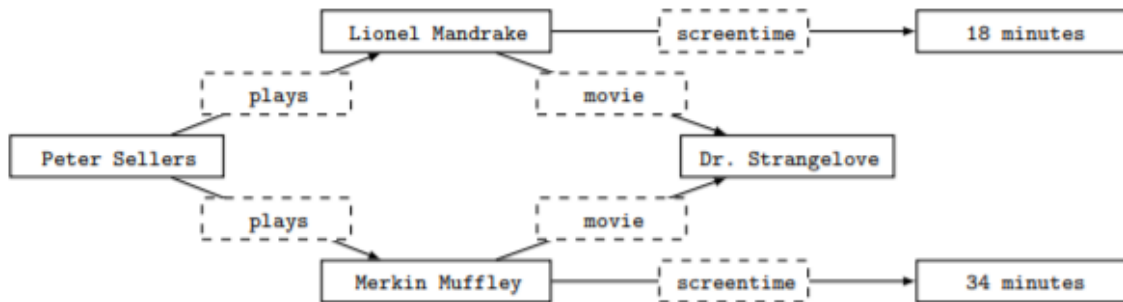 Lionel Mandrake
screentime
18 minutes
plays
movie
Peter Sellers
Dr. Strangelove
plays
movie
Merkin Muffley
screentime
34 minutes